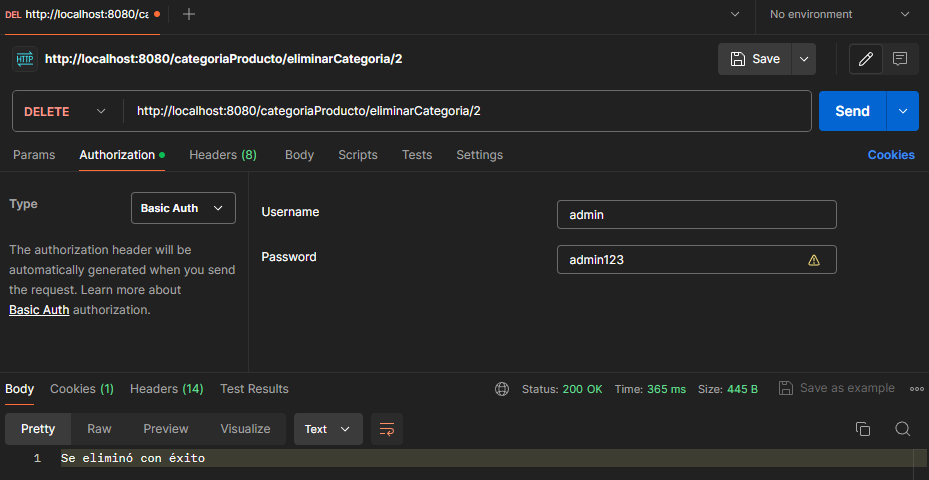 DEL http://localhost:8080/ca
No environment
HTTP http://localhost:8080/categoriaProducto/eliminarCategoria/2
Save
DELETE http://localhost:8080/categoriaProducto/eliminarCategoria/2
Send
Params Authorization Headers (8) Body Scripts Tests Settings Cookies
Type Basic Auth
The authorization header will be
automatically generated when you send
the request. Learn more about
Basic Auth authorization.
Username admin
Password admin123
Body Cookies (1) Headers (14) Test Results Status: 200 OK Time: 365 ms Size: 445 B Save as example
Pretty Raw Preview Visualize Text
1 Se eliminó con éxito